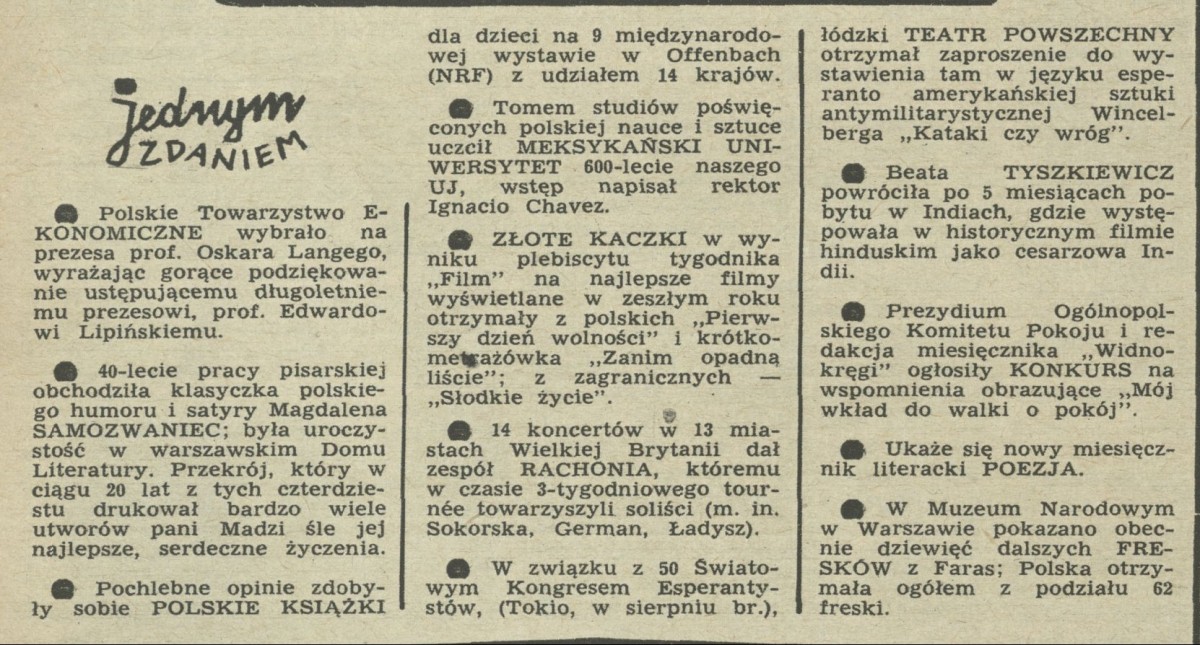 jednym
ZDANIEM
● Polskie Towarzystwo E-
KONOMICZNE wybrało na
prezesa prof. Oskara Langego,
wyrażając gorące podziękowa-
nie ustępującemu długoletnie-
mu prezesowi, prof. Edwardo-
wi Lipińskiemu.
● 40-lecie pracy pisarskiej
obchodziła klasyczka polskie-
go humoru i satyry Magdalena
SAMOZWANIEC; była uroczy-
stość w warszawskim Domu
Literatury. Przekrój, który w
ciągu 20 lat z tych czterdzie-
stu drukował bardzo wiele
utworów pani Madzi śle jej
najlepsze, serdeczne życzenia.
● Pochlebne opinie zdoby-
ły sobie POLSKIE KSIĄŻKI
dla dzieci na 9 międzynarodo-
wej wystawie w Offenbach
(NRF) z udziałem 14 krajów.
● Tomem studiów poświę-
conych polskiej nauce i sztuce
uczcił MEKSYKAŃSKI UNI-
WERSYTET 600-lecie naszego
UJ, wstęp napisał rektor
Ignacio Chavez.
● ZŁOTE KACZKI w wy-
niku plebiscytu tygodnika
„Film” na najlepsze filmy
wyświetlane w zeszłym roku
otrzymały z polskich „Pierw-
szy dzień wolności” i krótko-
metrażówka „Zanim opadną
liście”; z zagranicznych —
„Słodkie życie”.
● 14 koncertów w 13 mia-
stach Wielkiej Brytanii dał
zespół RACHONIA, któremu
w czasie 3-tygodniowego tour-
née towarzyszyli soliści (m. in.
Sokorska, German, Ładysz).
● W związku z 50 Świato-
wym Kongresem Esperanty-
stów, (Tokio, w sierpniu br.),
łódzki TEATR POWSZECHNY
otrzymał zaproszenie do wy-
stawienia tam w języku espe-
ranto amerykańskiej sztuki
antymilitarystycznej Wincel-
berga „Kataki czy wróg”.
● Beata TYSZKIEWICZ
powróciła po 5 miesiącach po-
bytu w Indiach, gdzie wystę-
powała w historycznym filmie
hinduskim jako cesarzowa In-
dii.
● Prezydium Ogólnopol-
skiego Komitetu Pokoju i re-
dakcja miesięcznika „Widno-
kręgi” ogłosiły KONKURS na
wspomnienia obrazujące „Mój
wkład do walki o pokój”.
● Ukaże się nowy miesięcz-
nik literacki POEZJA.
● W Muzeum Narodowym
w Warszawie pokazano obec-
nie dziewięć dalszych FRE-
SKÓW z Faras; Polska otrzy-
mała ogółem z podziału 62
freski.